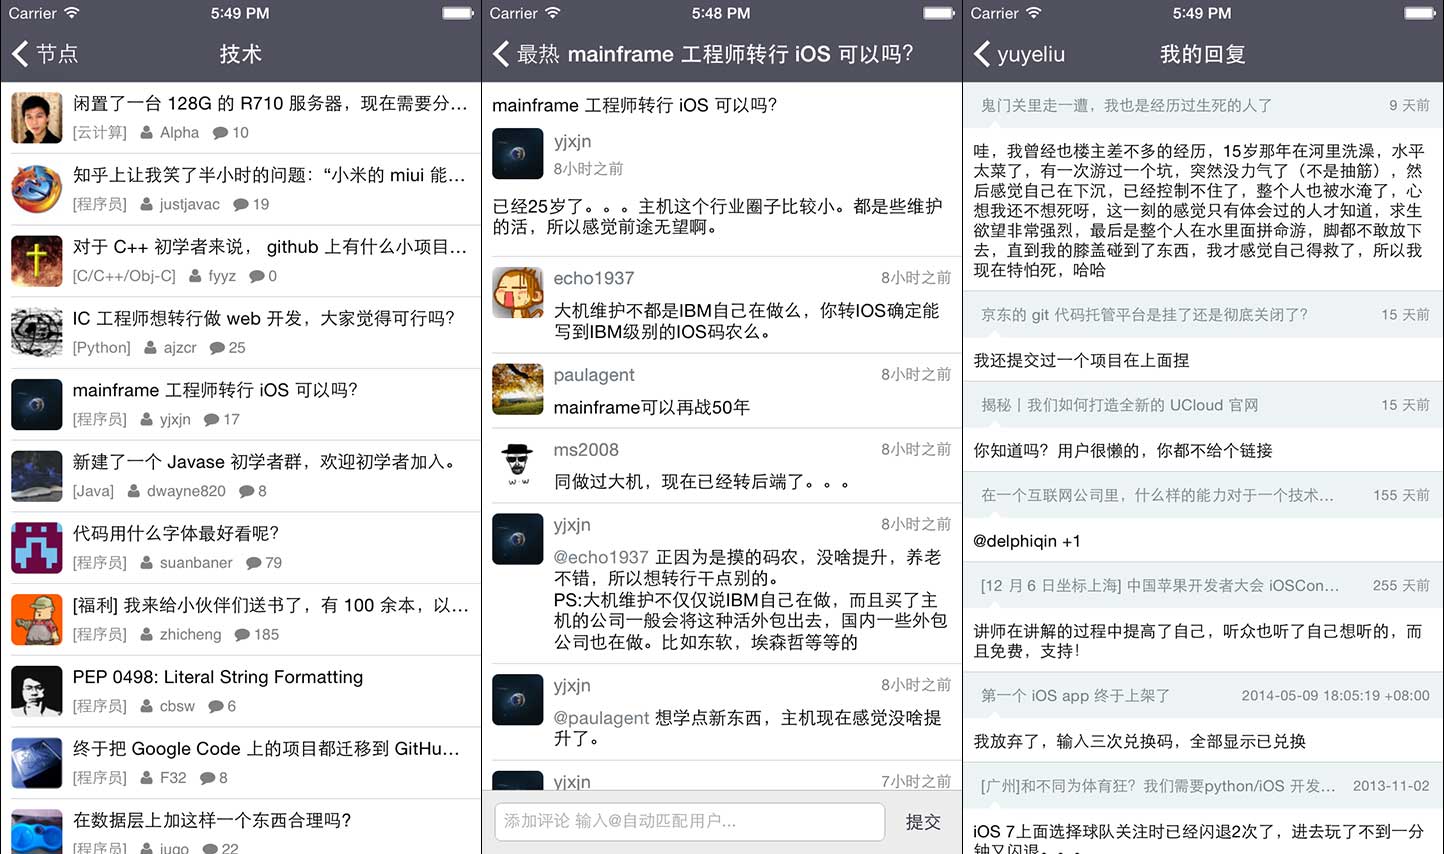 Carrier 5:49 PM
节点 技术
闲置了一台 128G 的 R710 服务器，现在需要分...
[云计算] Alpha 10
知乎上让我笑了半小时的问题：“小米的 miui 能...
[程序员] justjavac 19
对于 C++ 初学者来说， github 上有什么小项目...
[C/C++/Obj-C] fyyz 0
IC 工程师想转行做 web 开发，大家觉得可行吗?
[Python] ajzcr 25
mainframe 工程师转行 iOS 可以吗?
[程序员] yjxjn 17
新建了一个 Javase 初学者群，欢迎初学者加入。
[Java] dwayne820 8
代码用什么字体最好看呢?
[程序员] suanbaner 79
[福利] 我来给小伙伴们送书了，有 100 余本，以...
[程序员] zhicheng 185
PEP 0498: Literal String Formatting
[程序员] cbsw 6
终于把 Google Code 上的项目都迁移到 GitHu...
[程序员] F32 8
在数据层上加这样一个东西合理吗?
jugo 22
Carrier 5:48 PM
最热 mainframe 工程师转行 iOS 可以吗?
mainframe 工程师转行 iOS 可以吗?
yjxjn
8小时之前
已经25岁了。。。主机这个行业圈子比较小。都是些维护
的活，所以感觉前途无望啊。
echo1937 8小时之前
大机维护不都是IBM自己在做么，你转IOS确定能
写到IBM级别的IOS码农么。
paulagent 8小时之前
mainframe可以再战50年
ms2008 8小时之前
同做过大机，现在已经转后端了。。。
yjxjn 8小时之前
@echo1937 正因为是摸的码农，没啥提升，养老
不错，所以想转行干点别的。
PS:大机维护不仅仅说IBM自己在做，而且买了主
机的公司一般会将这种活外包出去，国内一些外包
公司也在做。比如东软，埃森哲等等的
yjxjn 8小时之前
@paulagent 想学点新东西，主机现在感觉没啥提
升了。
yjxjn 7小时之前
添加评论 输入@自动匹配用户... 提交
Carrier 5:49 PM
yuyeliu 我的回复
鬼门关里走一遭，我也是经历过生死的人了 9 天前
哇，我曾经也楼主差不多的经历，15岁那年在河里洗澡，水平
太菜了，有一次游过一个坑，突然没力气了（不是抽筋），然
后感觉自己在下沉，已经控制不住了，整个人也被水淹了，心
想我还不想死呀，这一刻的感觉只有体会过的人才知道，求生
欲望非常强烈，最后是整个人在水里面拼命游，脚都不敢放下
去，直到我的膝盖碰到了东西，我才感觉自己得救了，所以我
现在特怕死，哈哈
京东的 git 代码托管平台是挂了还是彻底关闭了? 15 天前
我还提交过一个项目在上面捏
揭秘 | 我们如何打造全新的 UCloud 官网 15 天前
你知道吗？用户很懒的，你都不给个链接
在一个互联网公司里，什么样的能力对于一个技术... 155 天前
@delphiqin +1
[12 月 6 日坐标上海] 中国苹果开发者大会 iOSCon... 255 天前
讲师在讲解的过程中提高了自己，听众也听了自己想听的，而
且免费，支持！
第一个 iOS app 终于上架了 2014-05-09 18:05:19 +08:00
我放弃了，输入三次兑换码，全部显示已兑换
[广州]和不同为体育狂? 我们需要python/iOS 开发... 2013-11-02
iOS 7上面选择球队关注时已经闪退2次了，进去玩了不到一分
钟又闪退。。。